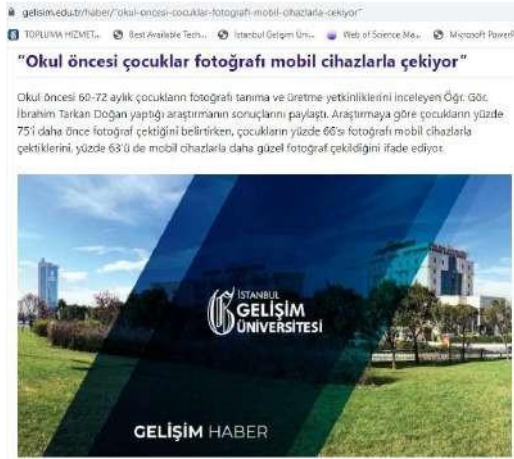 gelisim.edu.tr/haber/"okul-oncesi-cocuklar-fotografi-mobil-cihazlarla-cekiyor"
TOPLUMA HİZMET... Best Available Tech... İstanbul Gelişim Üni... Web of Science Ma... Microsoft PowerP
"Okul öncesi çocuklar fotoğrafı mobil cihazlarla çekiyor"
Okul öncesi 60-72 aylık çocukların fotoğrafı tanıma ve üretme yetkinliklerini inceleyen Öğr. Gör.
İbrahim Tarkan Doğan yaptığı araştırmanın sonuçlarını paylaştı. Araştırmaya göre çocukların yüzde
75'i daha önce fotoğraf çektiğini belirtirken, çocukların yüzde 66'sı fotoğrafı mobil cihazlarla
çektiklerini, yüzde 63'ü de mobil cihazlarla daha güzel fotoğraf çekildiğini ifade ediyor.
İSTANBUL
GELİŞİM
ÜNİVERSİTESİ
GELİŞİM HABER